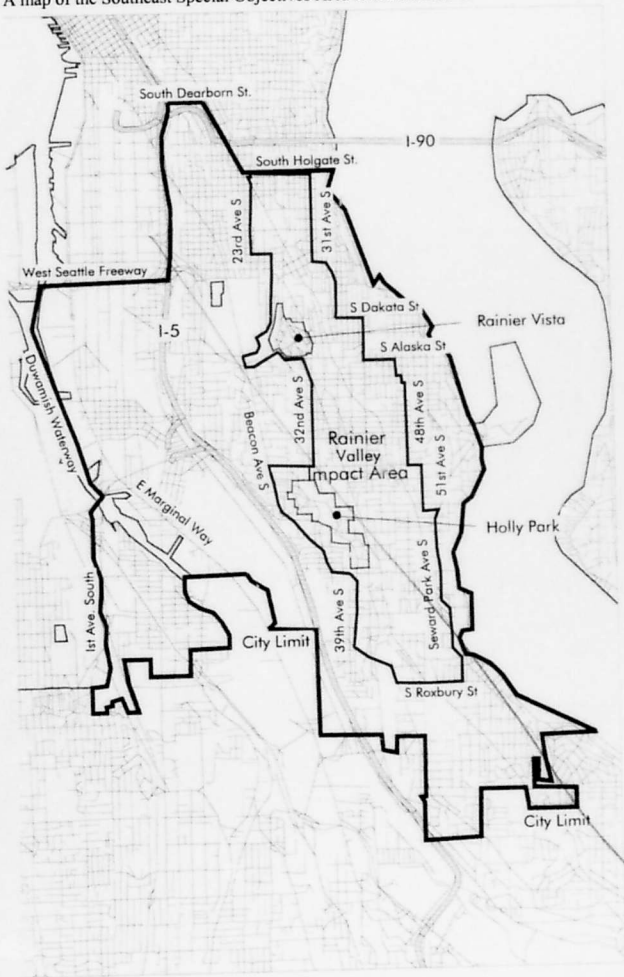 A map of the Southeast Special Objectives Area
South Dearborn St.
I-90
South Holgate St.
23rd Ave S
31st Ave S
West Seattle Freeway
S Dakata St
Rainier Vista
I-5
S Alaska St
Duwamish Waterway
32nd Ave S
48th Ave S
Beacon Ave S
Rainier
Valley
Impact Area
51st Ave S
E Marginal Way
Holly Park
1st Ave. South
39th Ave S
Seward Park Ave S
City Limit
S Roxbury St
City Limit